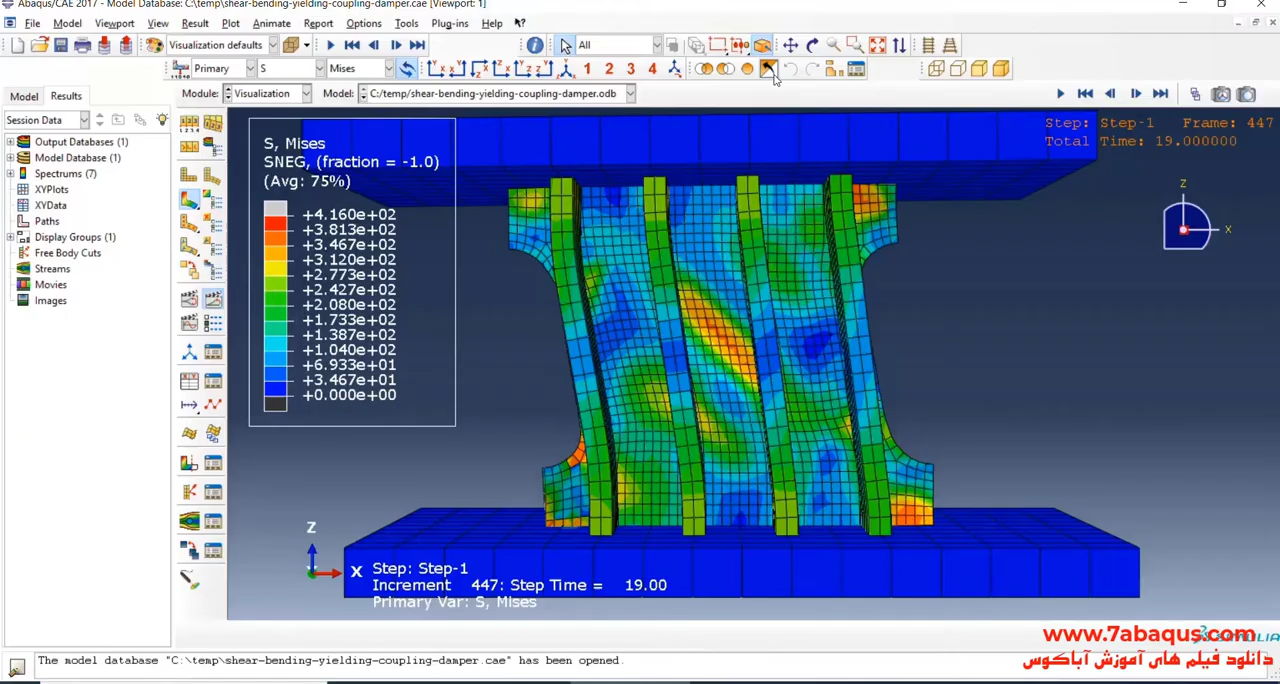 Abaqus/CAE 2017 - Model Database: C:\temp\shear-bending-yielding-coupling-damper.cae [Viewport: 1]
File Model Viewport View Result Plot Animate Report Options Tools Plug-ins Help
Visualization defaults All
Primary S Mises 1 2 3 4
Model Results Module: Visualization Model: C:/temp/shear-bending-yielding-coupling-damper.odb
Session Data
Output Databases (1)
Model Database (1)
Spectrums (7)
XYPlots
XYData
Paths
Display Groups (1)
Free Body Cuts
Streams
Movies
Images
S, Mises
SNEG, (fraction = -1.0)
(Avg: 75%)
+4.160e+02
+3.813e+02
+3.467e+02
+3.120e+02
+2.773e+02
+2.427e+02
+2.080e+02
+1.733e+02
+1.387e+02
+1.040e+02
+6.933e+01
+3.467e+01
+0.000e+00
Step: Step-1 Frame: 447
Total Time: 19.000000
Z
X
Z
X
Step: Step-1
Increment 447: Step Time = 19.00
Primary Var: S, Mises
www.7abaqus.com
دانلود فیلم های آموزش آباکوس
The model database "C:\temp\shear-bending-yielding-coupling-damper.cae" has been opened.